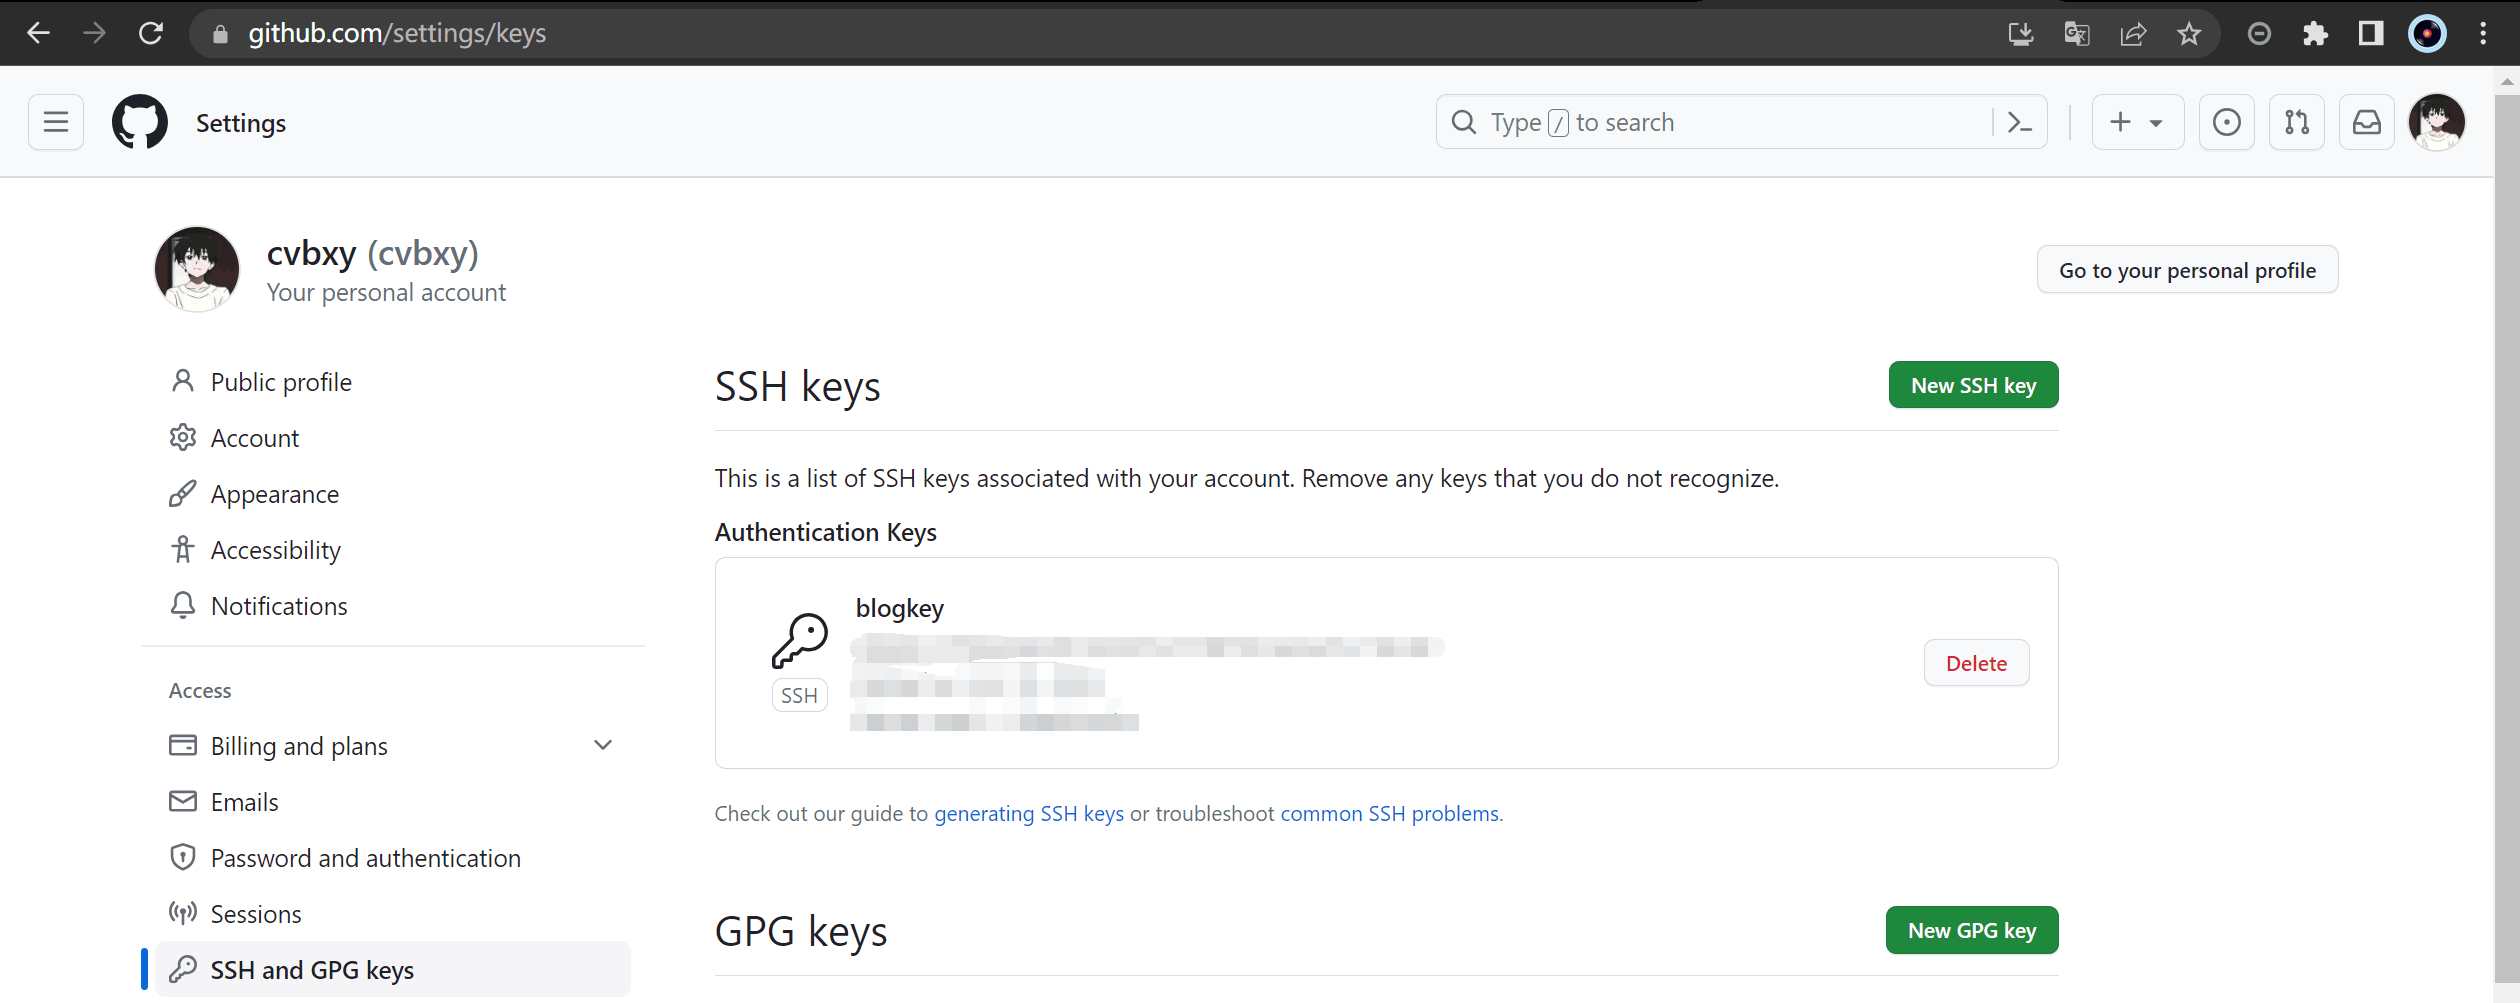 github.com/settings/keys
Settings
Type / to search
cvbxy (cvbxy)
Your personal account
Go to your personal profile
Public profile
Account
Appearance
Accessibility
Notifications
Access
Billing and plans
Emails
Password and authentication
Sessions
SSH and GPG keys
SSH keys
New SSH key
This is a list of SSH keys associated with your account. Remove any keys that you do not recognize.
Authentication Keys
blogkey
SSH
Delete
Check out our guide to generating SSH keys or troubleshoot common SSH problems.
GPG keys
New GPG key